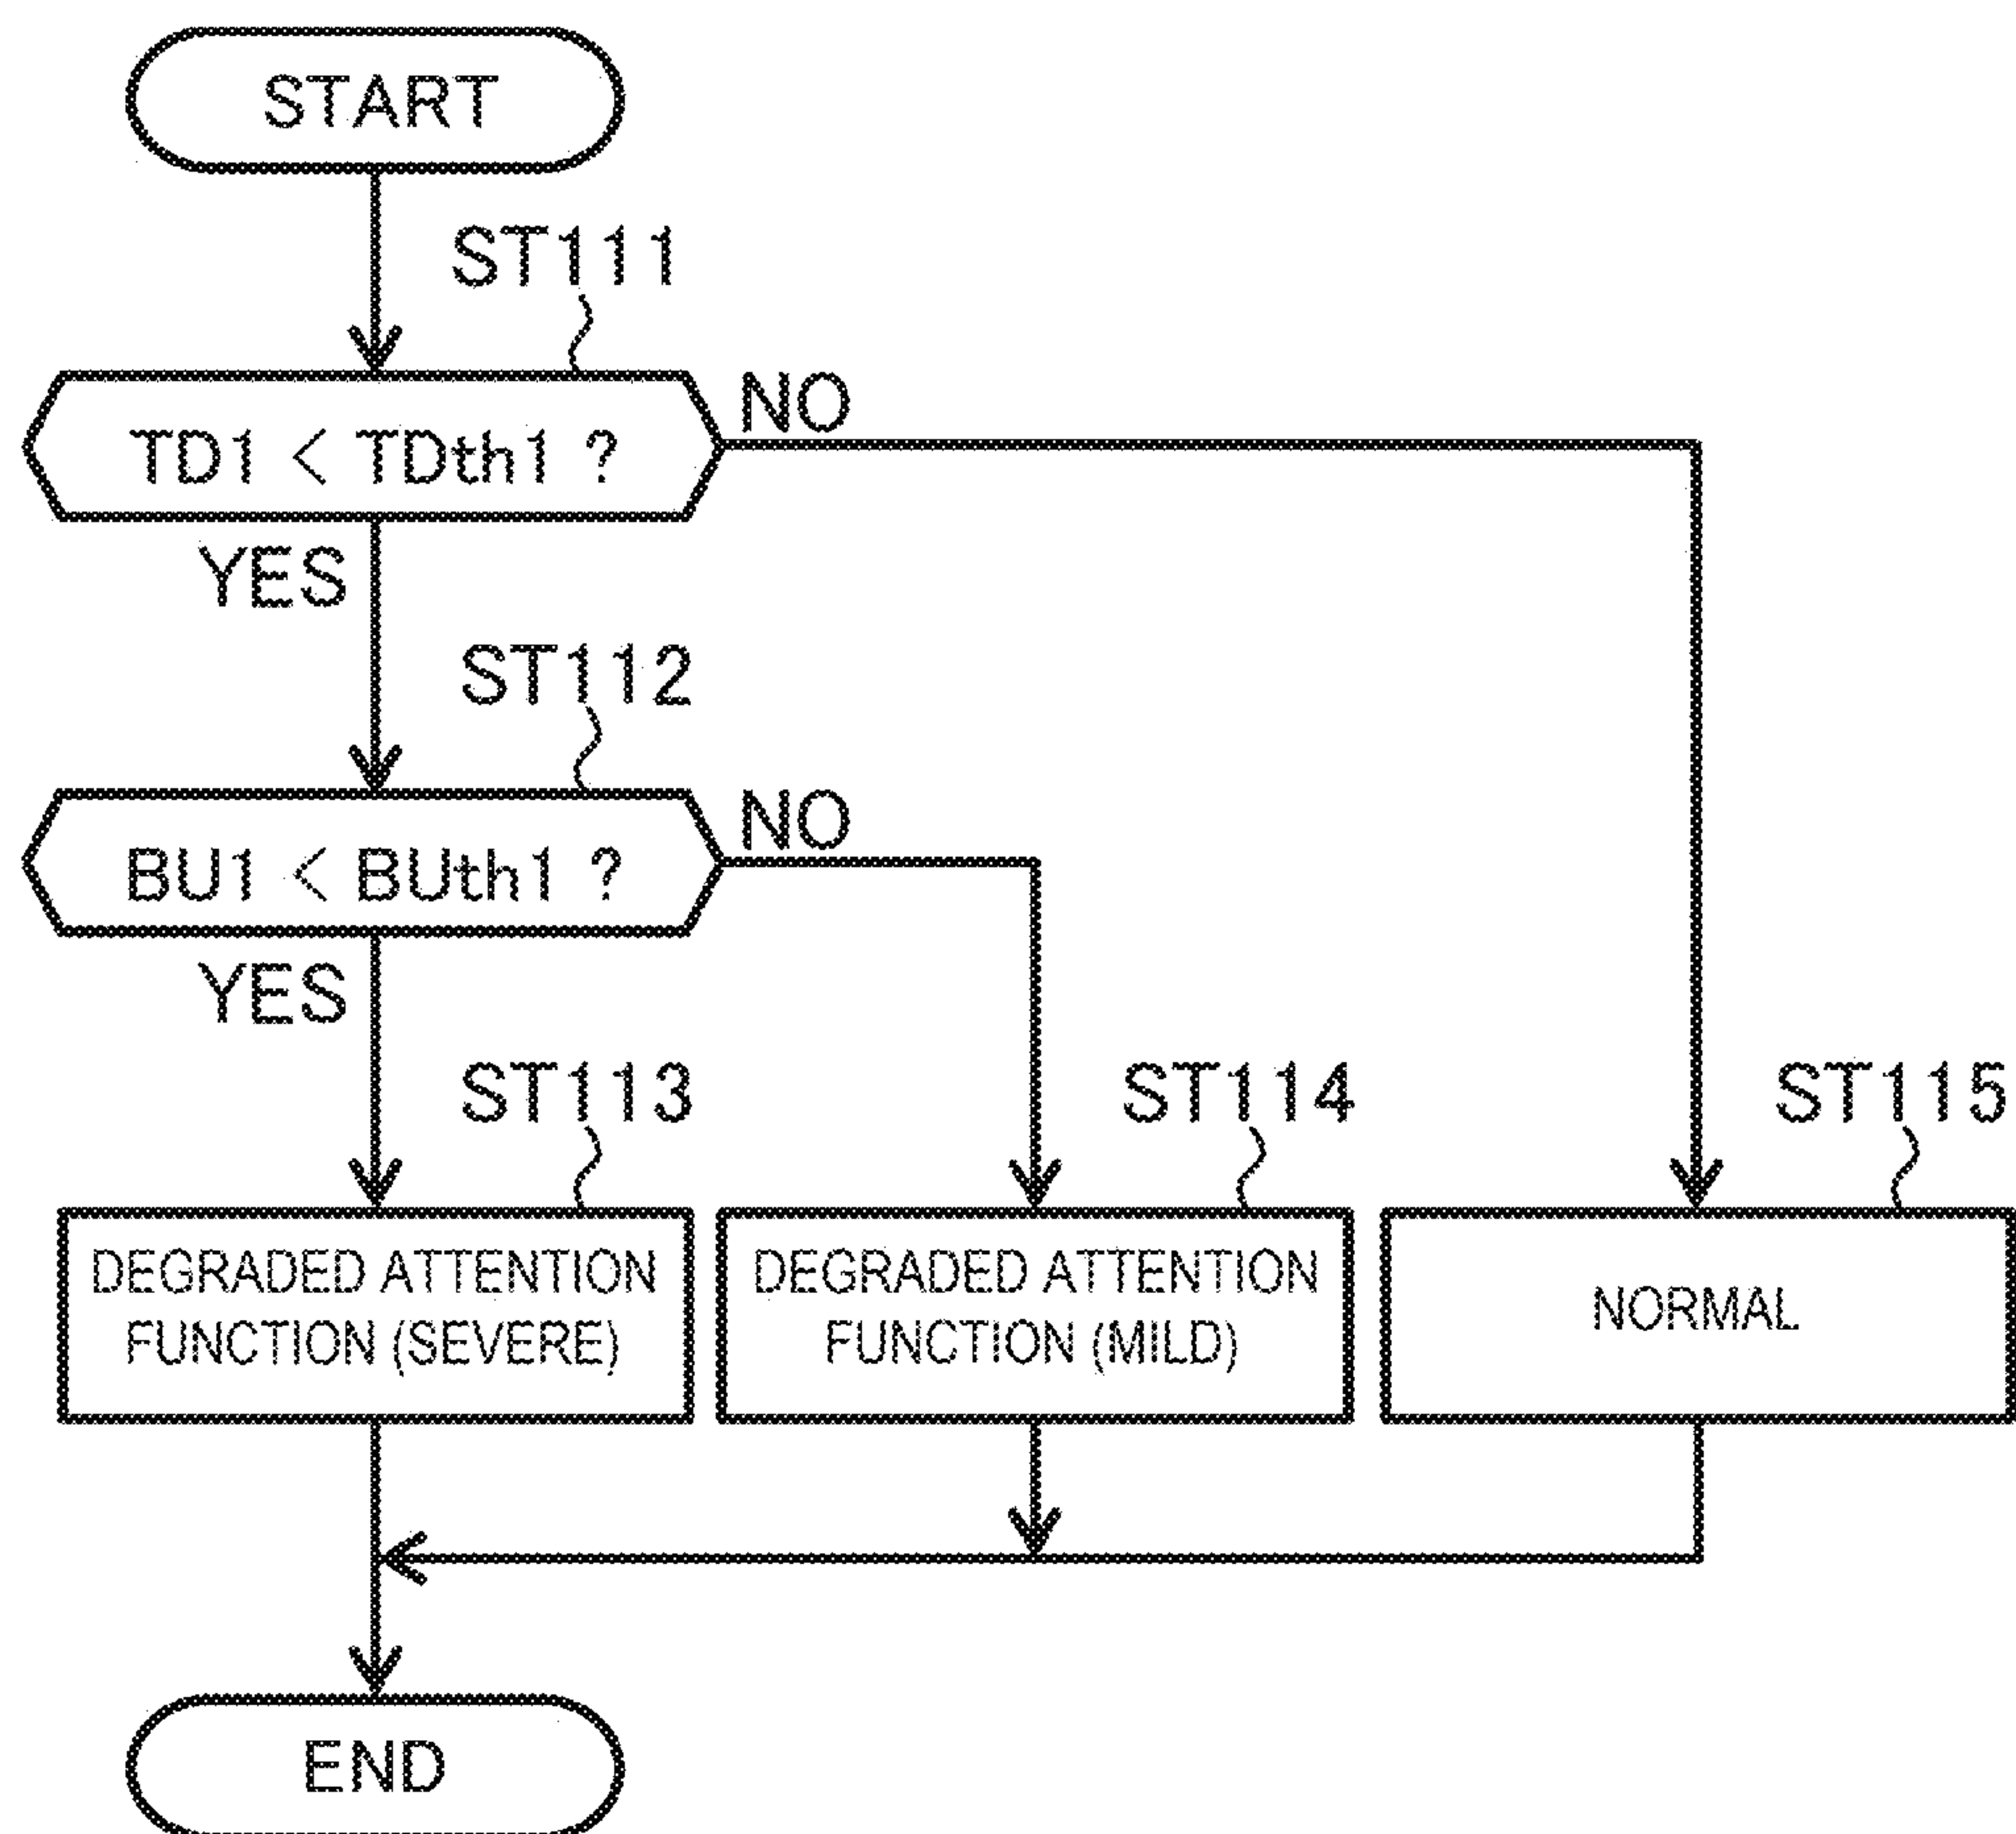 START
ST111
TD1 < TDth1 ?
NO
YES
ST112
BU1 < BUth1 ?
NO
YES
ST113
ST114
ST115
DEGRADED ATTENTION
FUNCTION (SEVERE)
DEGRADED ATTENTION
FUNCTION (MILD)
NORMAL
END